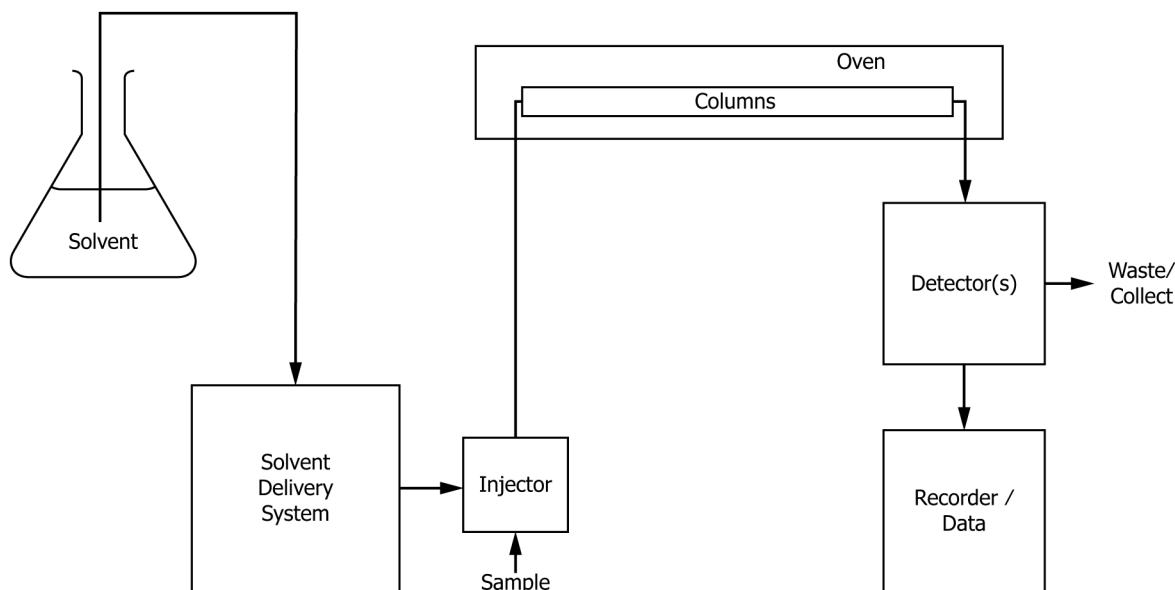 Oven
Columns
Solvent
Detector(s)
Waste/
Collect
Solvent
Delivery
System
Injector
Recorder /
Data
Sample